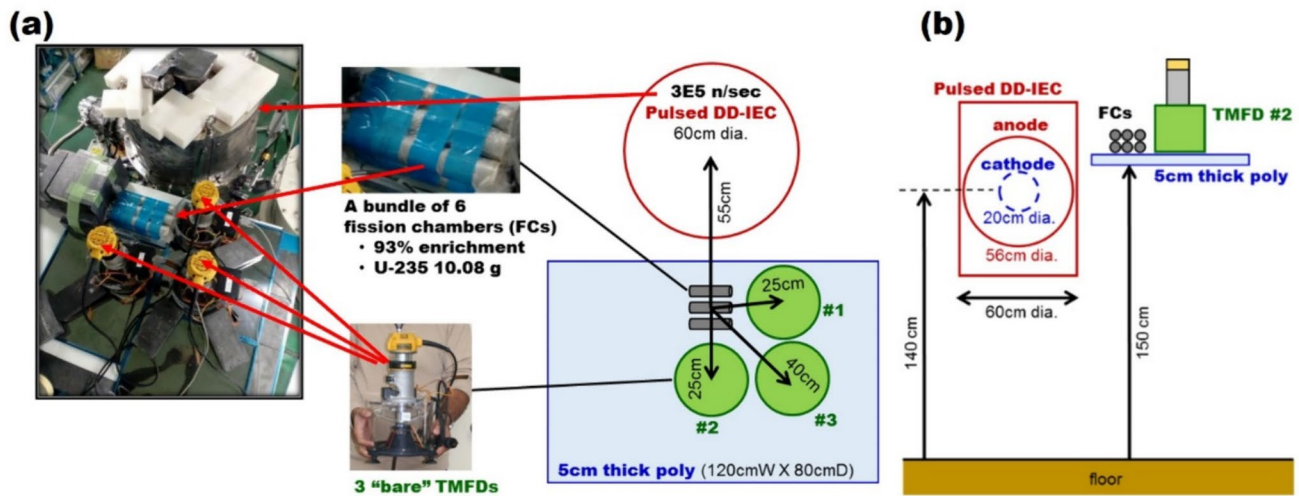 (a)
3E5 n/sec
Pulsed DD-IEC
60cm dia.
55cm
A bundle of 6
fission chambers (FCs)
• 93% enrichment
• U-235 10.08 g
25cm
#1
25cm
40cm
#2
#3
5cm thick poly (120cmW X 80cmD)
3 “bare” TMFDs
(b)
Pulsed DD-IEC
anode
cathode
20cm dia.
56cm dia.
60cm dia.
FCs
TMFD #2
5cm thick poly
140 cm
150 cm
floor